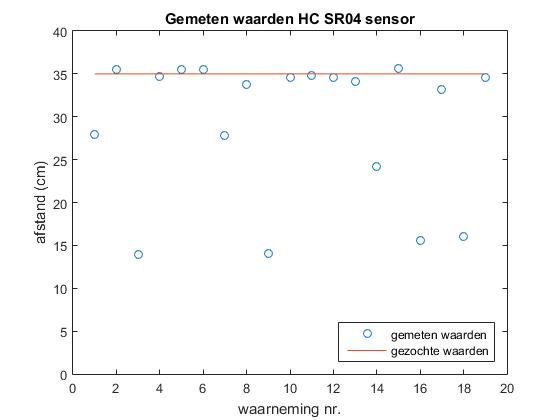 Gemeten waarden HC SR04 sensor
40
35
30
25
20
15
10
5
0
afstand (cm)
0 2 4 6 8 10 12 14 16 18 20
waarneming nr.
gemeten waarden
gezochte waarden